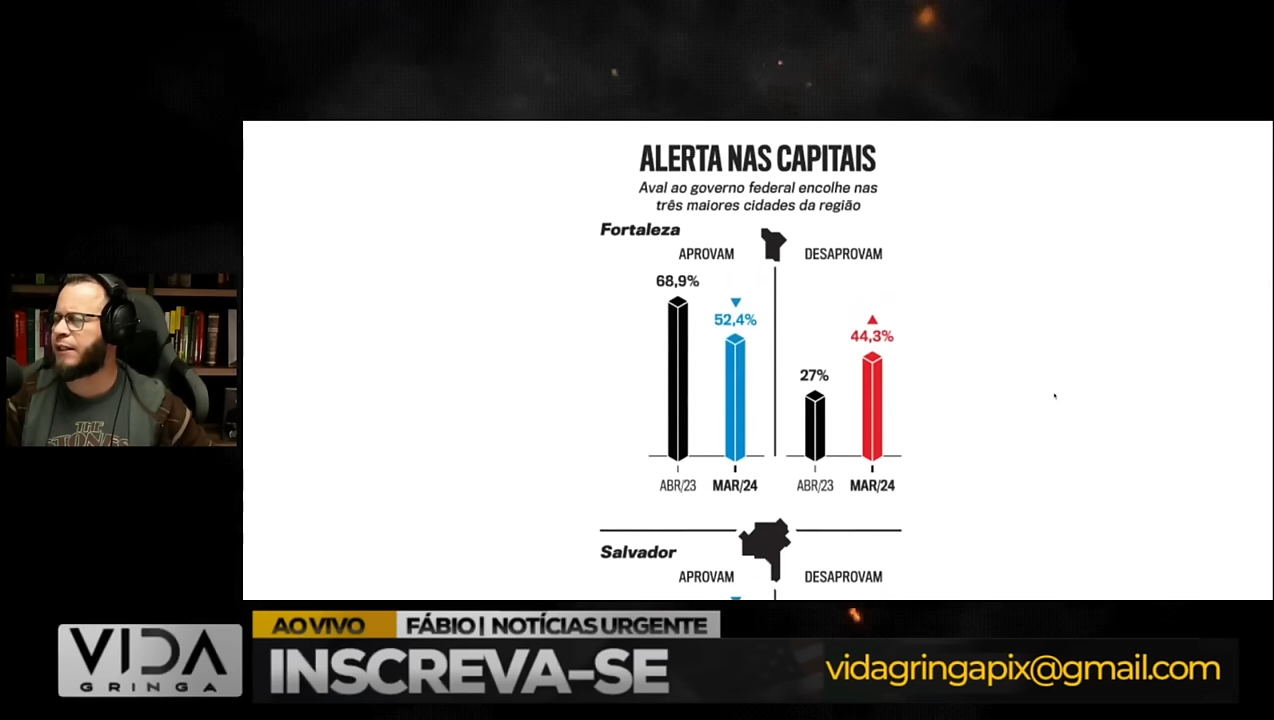 ALERTA NAS CAPITAIS
Aval ao governo federal encolhe nas
três maiores cidades da região
Fortaleza
APROVAM
DESAPROVAM
68,9%
52,4%
27%
44,3%
ABR/23
MAR/24
ABR/23
MAR/24
Salvador
APROVAM
DESAPROVAM
THE
VIDA
GRINGA
AO VIVO
FÁBIO | NOTÍCIAS URGENTE
INSCREVA-SE
vidagringapix@gmail.com